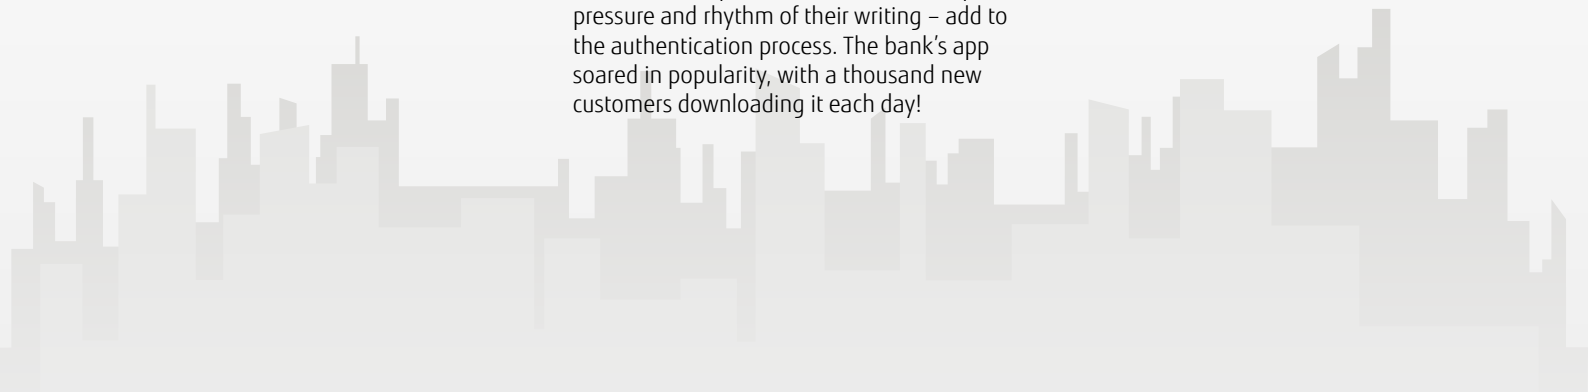 pressure and rhythm of their writing – add to
the authentication process. The bank’s app
soared in popularity, with a thousand new
customers downloading it each day!